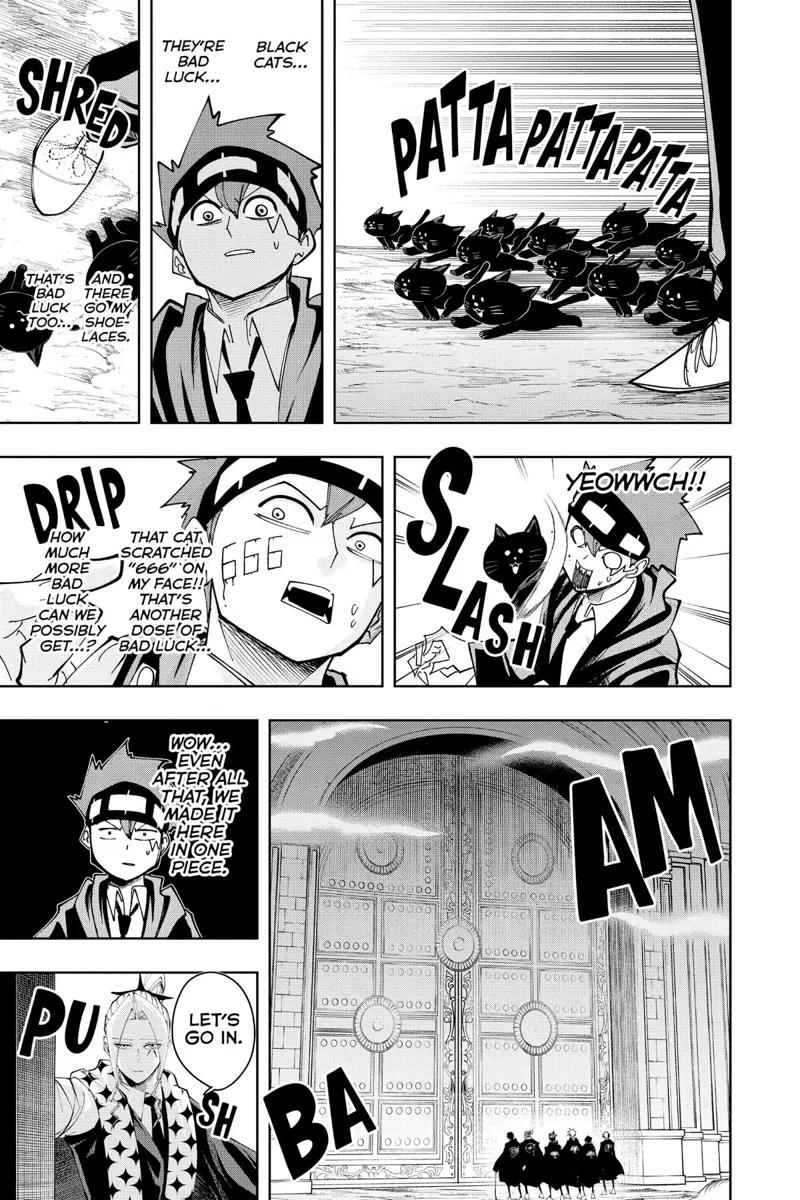 PATTA PATTA PATTA
BLACK
CATS...
THEY'RE
BAD
LUCK...
SHRED
AND
THERE
GO MY
SHOE-
LACES.
THAT'S
BAD
LUCK
TOO...
YEOWWCH!!
SLASH
THAT CAT
SCRATCHED
"666" ON
MY FACE!!
THAT'S
ANOTHER
DOSE OF
BAD LUCK...
DRIP
666
HOW
MUCH
MORE
BAD
LUCK
CAN WE
POSSIBLY
GET...?
BA
AM
WOW...
EVEN
AFTER ALL
THAT, WE
MADE IT
HERE
IN ONE
PIECE.
LET'S
GO IN.
PU
SH